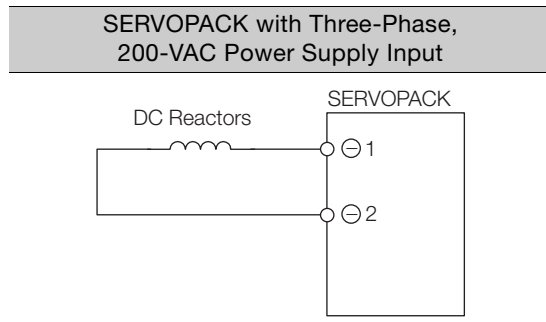 SERVOPACK with Three-Phase,
200-VAC Power Supply Input
SERVOPACK
DC Reactors
⊖ 1
⊖ 2